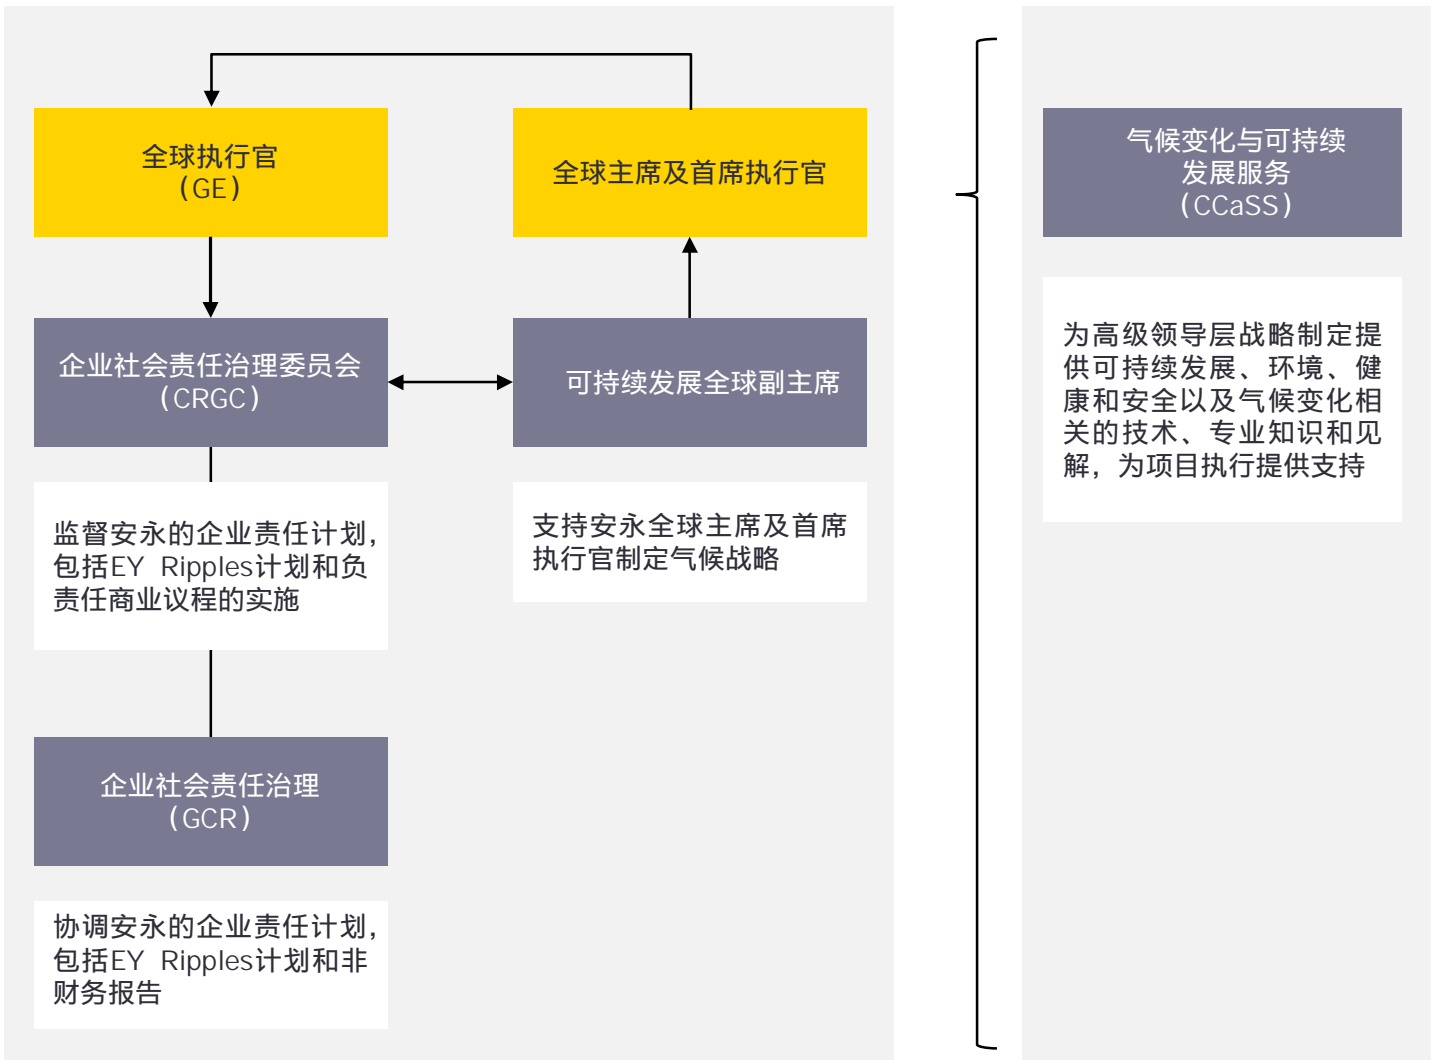 全球执行官
（GE）
全球主席及首席执行官
企业社会责任治理委员会
（CRGC）
可持续发展全球副主席
监督安永的企业责任计划，
包括EY Ripples计划和负
责任商业议程的实施
支持安永全球主席及首席
执行官制定气候战略
企业社会责任治理
（GCR）
协调安永的企业责任计划，
包括EY Ripples计划和非
财务报告
气候变化与可持续
发展服务
（CCaSS）
为高级领导层战略制定提
供可持续发展、环境、健
康和安全以及气候变化相
关的技术、专业知识和见
解，为项目执行提供支持